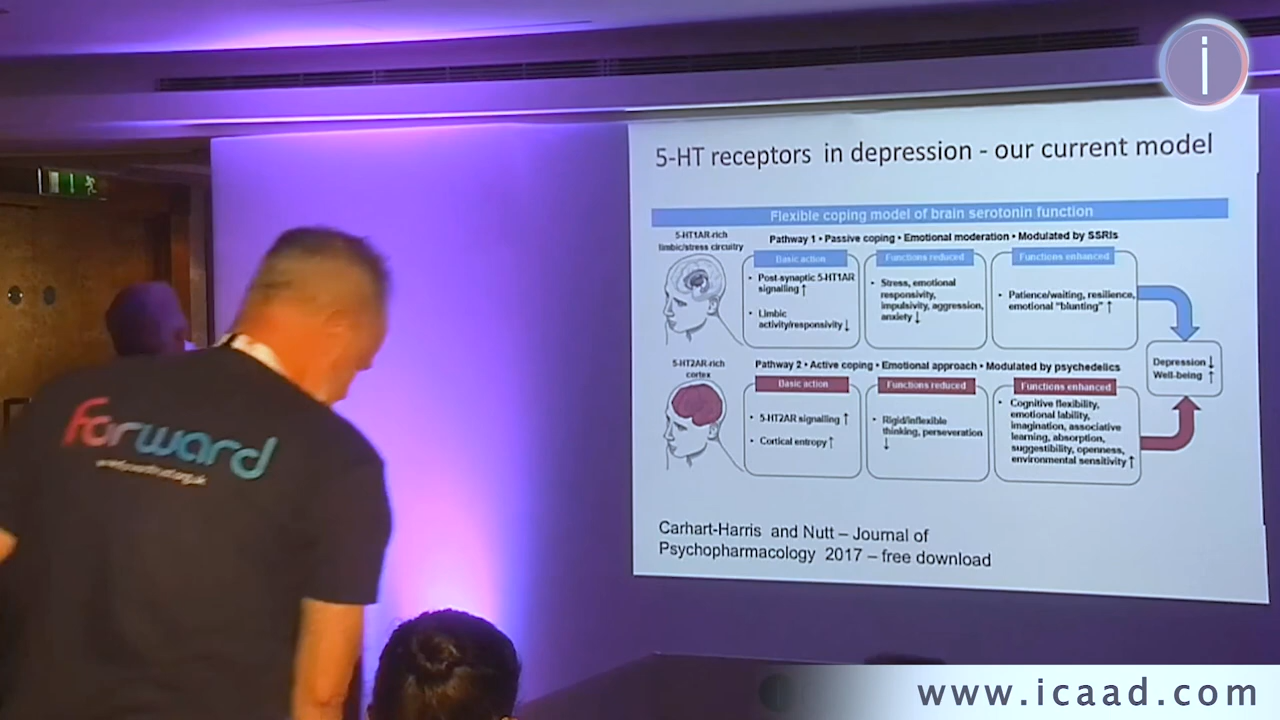 i
5-HT receptors in depression - our current model
Flexible coping model of brain serotonin function
5-HT1AR-rich
limbic/stress circuitry
Pathway 1 • Passive coping • Emotional moderation • Modulated by SSRIs
Basic action
• Post-synaptic 5-HT1AR
signalling ↑
• Limbic
activity/responsivity ↓
Functions reduced
• Stress, emotional
responsivity,
impulsivity, aggression,
anxiety ↓
Functions enhanced
• Patience/waiting, resilience,
emotional "blunting" ↑
5-HT2AR-rich
cortex
Pathway 2 • Active coping • Emotional approach • Modulated by psychedelics
Basic action
• 5-HT2AR signalling ↑
• Cortical entropy ↑
Functions reduced
• Rigid/inflexible
thinking, perseveration
↓
Functions enhanced
• Cognitive flexibility,
emotional lability,
imagination, associative
learning, absorption,
suggestibility, openness,
environmental sensitivity ↑
Depression ↓
Well-being ↑
Carhart-Harris and Nutt – Journal of
Psychopharmacology 2017 – free download
forward
www.icaad.com